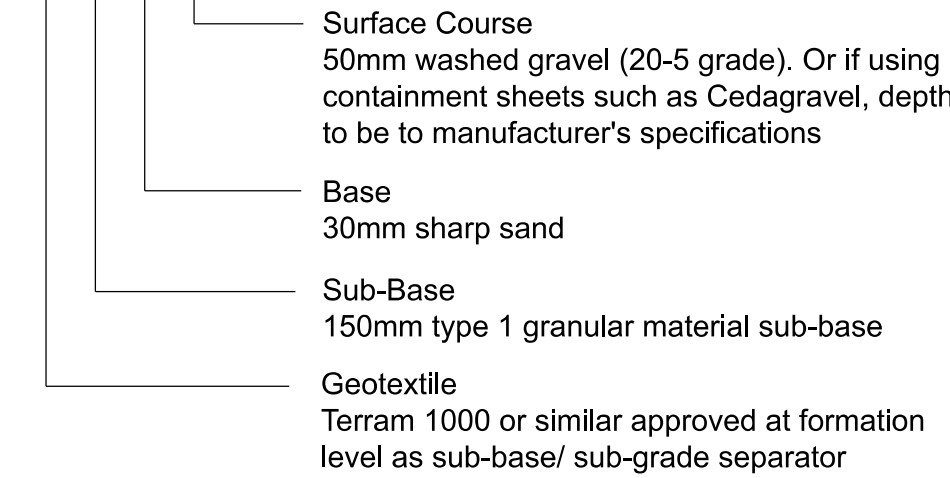 Surface Course
50mm washed gravel (20-5 grade). Or if using
containment sheets such as Cedagravel, depth
to be to manufacturer's specifications
Base
30mm sharp sand
Sub-Base
150mm type 1 granular material sub-base
Geotextile
Terram 1000 or similar approved at formation
level as sub-base/ sub-grade separator